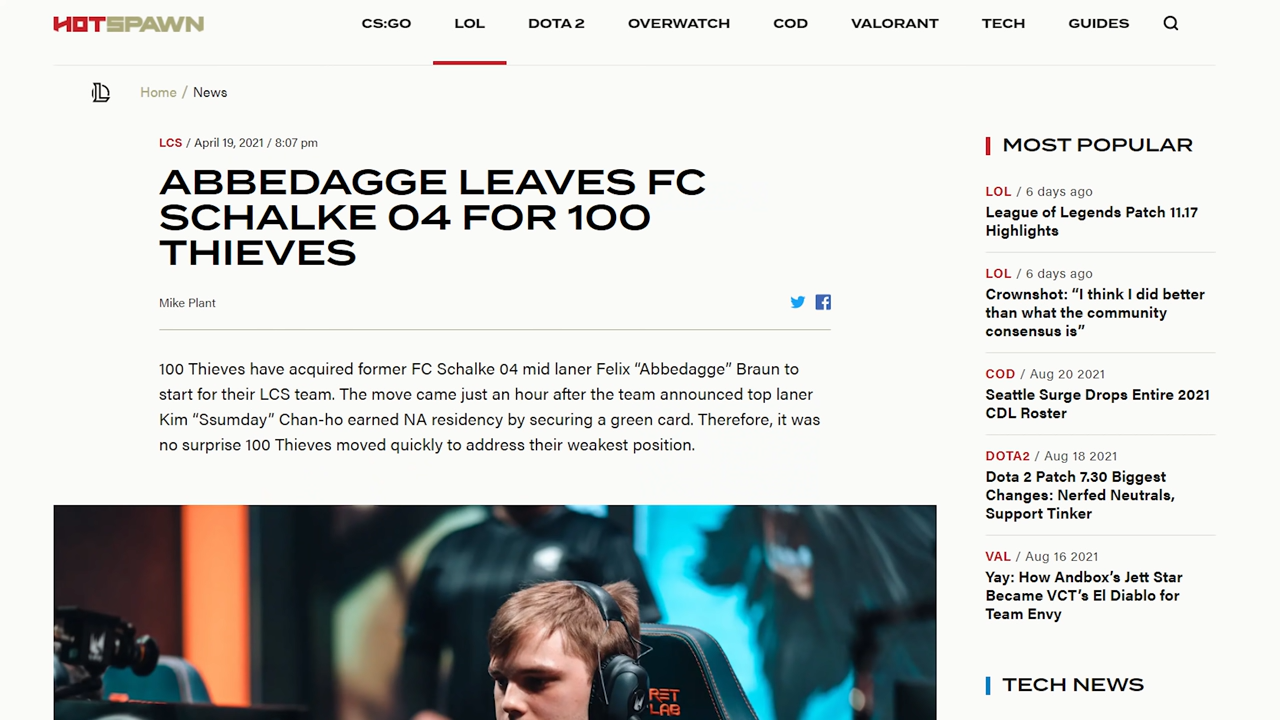 HOTSPAWN
CS:GO
LOL
DOTA 2
OVERWATCH
COD
VALORANT
TECH
GUIDES
Home / News
LCS / April 19, 2021 / 8:07 pm
ABBEDAGGE LEAVES FC
SCHALKE 04 FOR 100
THIEVES
Mike Plant
100 Thieves have acquired former FC Schalke 04 mid laner Felix “Abbedagge” Braun to
start for their LCS team. The move came just an hour after the team announced top laner
Kim “Ssumday” Chan-ho earned NA residency by securing a green card. Therefore, it was
no surprise 100 Thieves moved quickly to address their weakest position.
RET
LAB
MOST POPULAR
LOL / 6 days ago
League of Legends Patch 11.17
Highlights
LOL / 6 days ago
Crownshot: “I think I did better
than what the community
consensus is”
COD / Aug 20 2021
Seattle Surge Drops Entire 2021
CDL Roster
DOTA2 / Aug 18 2021
Dota 2 Patch 7.30 Biggest
Changes: Nerfed Neutrals,
Support Tinker
VAL / Aug 16 2021
Yay: How Andbox’s Jett Star
Became VCT’s El Diablo for
Team Envy
TECH NEWS